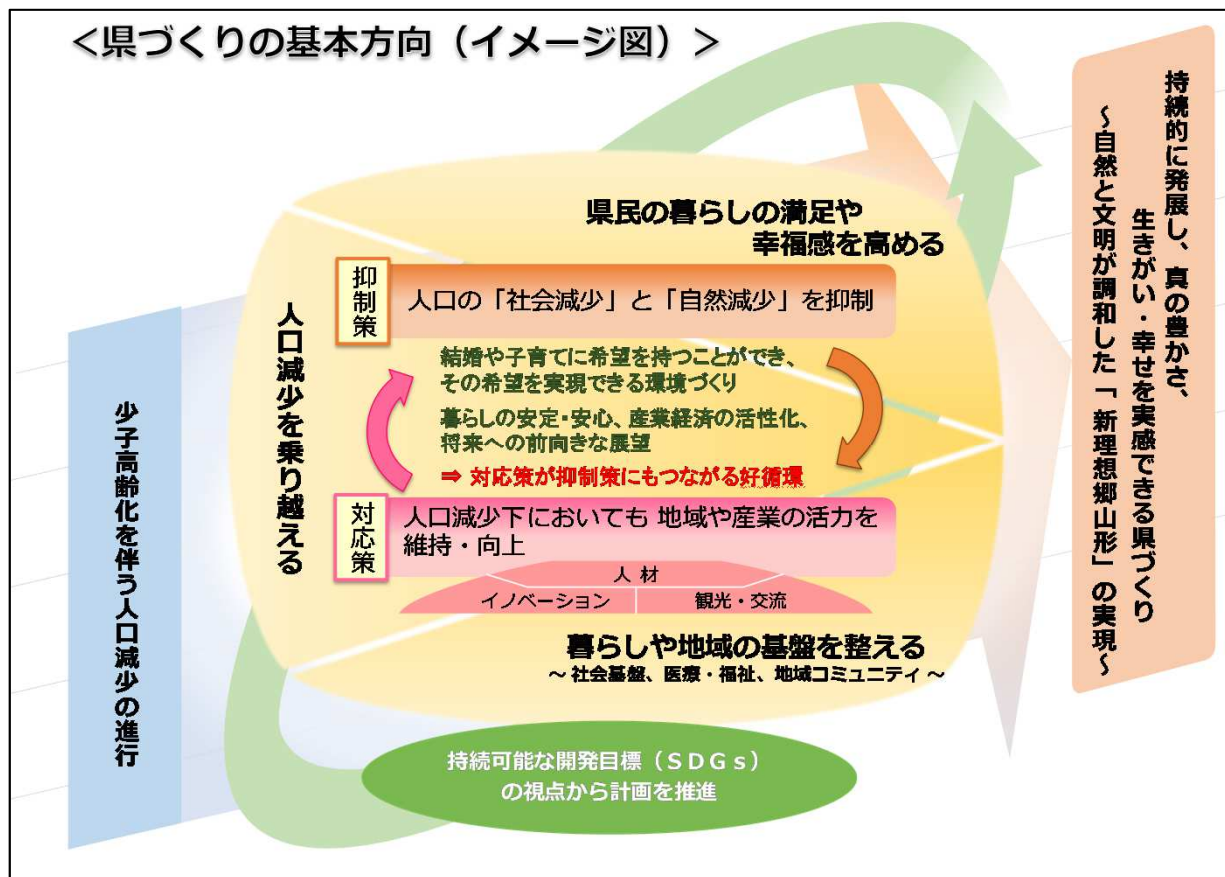 <県づくりの基本方向（イメージ図）>
少子高齢化を伴う人口減少の進行
人口減少を乗り越える
県民の暮らしの満足や
幸福感を高める
抑制策
人口の「社会減少」と「自然減少」を抑制
結婚や子育てに希望を持つことができ、
その希望を実現できる環境づくり
暮らしの安定・安心、産業経済の活性化、
将来への前向きな展望
⇒ 対応策が抑制策にもつながる好循環
対応策
人口減少下においても 地域や産業の活力を
維持・向上
人 材
イノベーション
観光・交流
暮らしや地域の基盤を整える
～ 社会基盤、医療・福祉、地域コミュニティ ～
持続可能な開発目標（ＳＤＧｓ）
の視点から計画を推進
持続的に発展し、真の豊かさ、
生きがい・幸せを実感できる県づくり
～自然と文明が調和した「新理想郷山形」の実現～